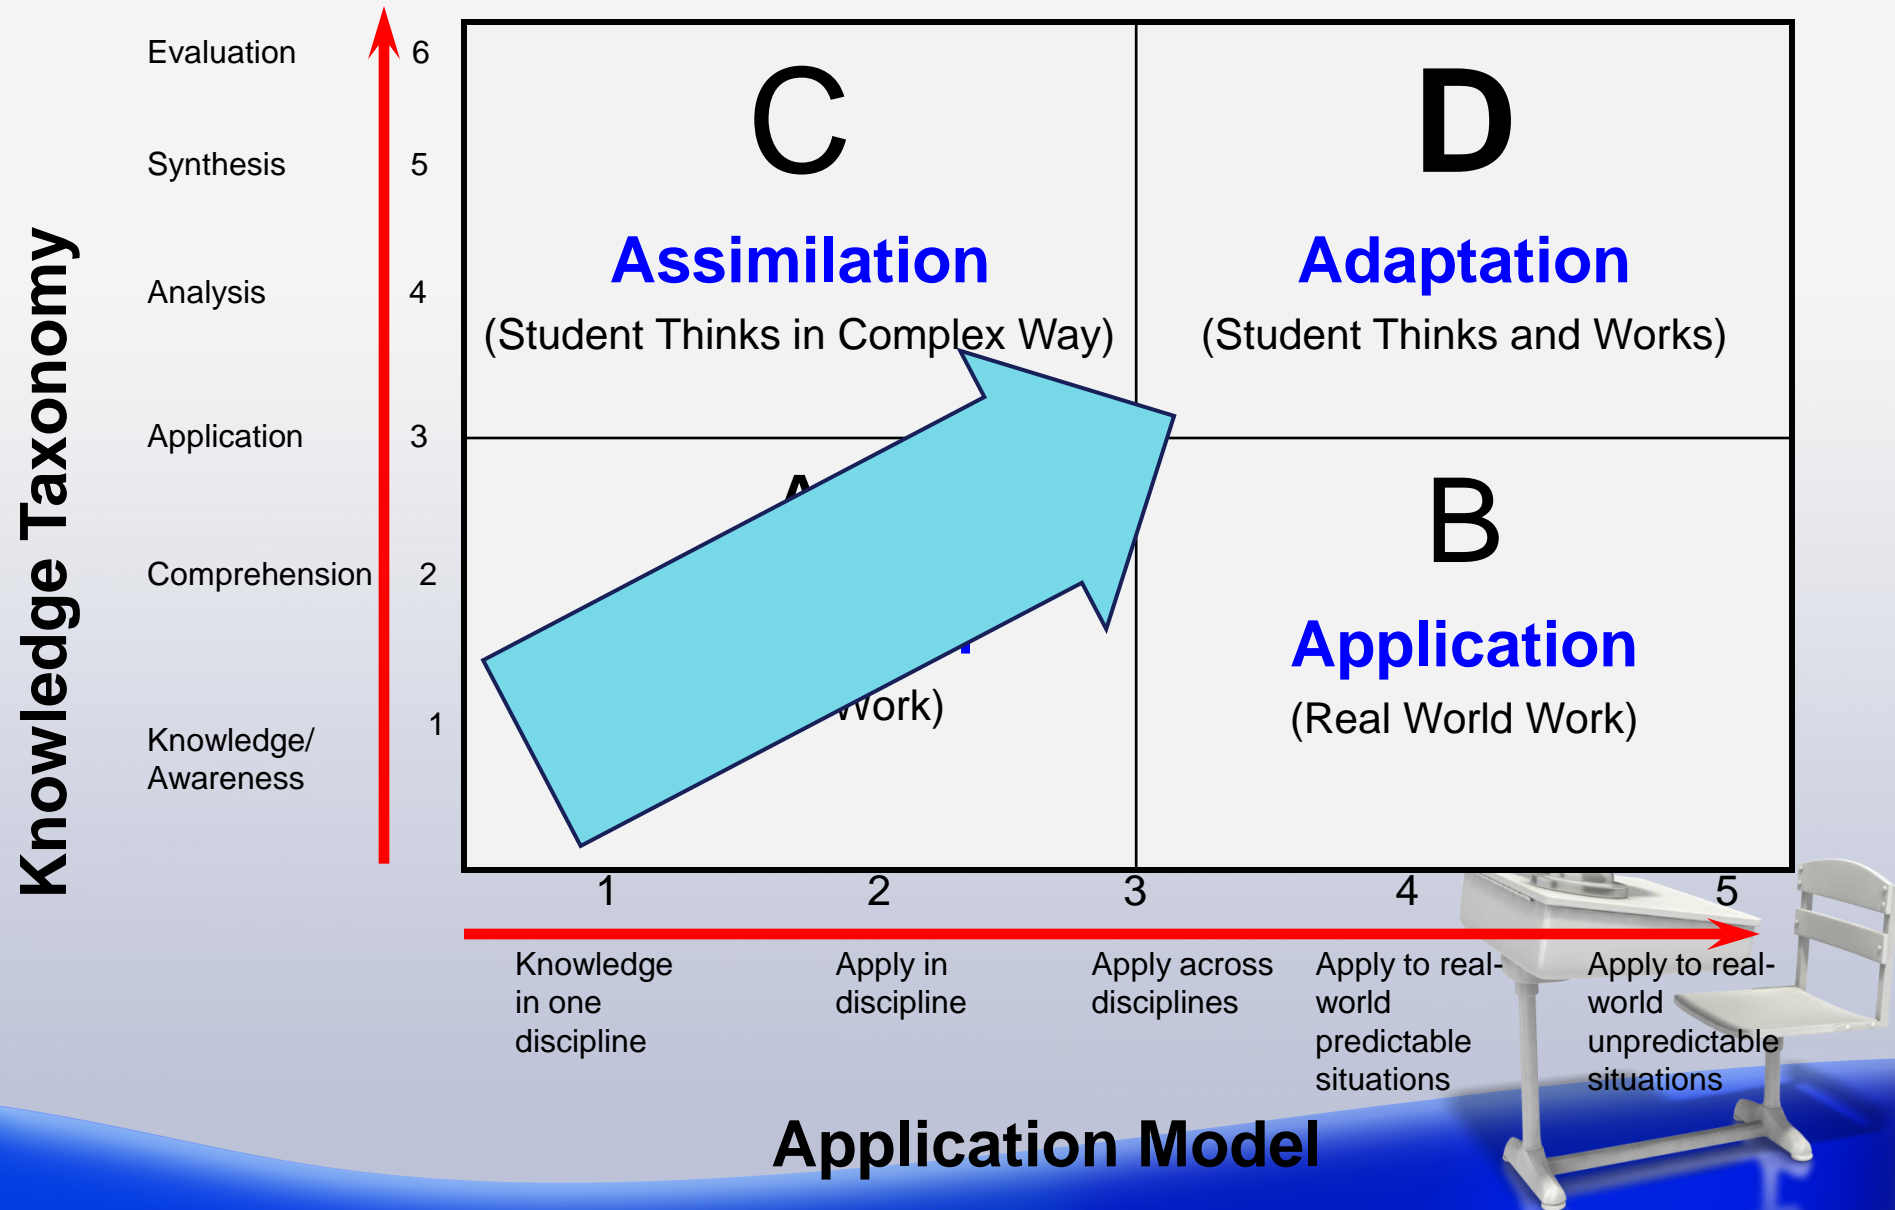 Knowledge Taxonomy
Evaluation 6
Synthesis 5
Analysis 4
Application 3
Comprehension 2
Knowledge/ 1
Awareness
C
Assimilation
(Student Thinks in Complex Way)
D
Adaptation
(Student Thinks and Works)
A
B
Application
(Real World Work)
Work)
1 2 3 4 5
Knowledge
in one
discipline
Apply in
discipline
Apply across
disciplines
Apply to real-
world
predictable
situations
Apply to real-
world
unpredictable
situations
Application Model